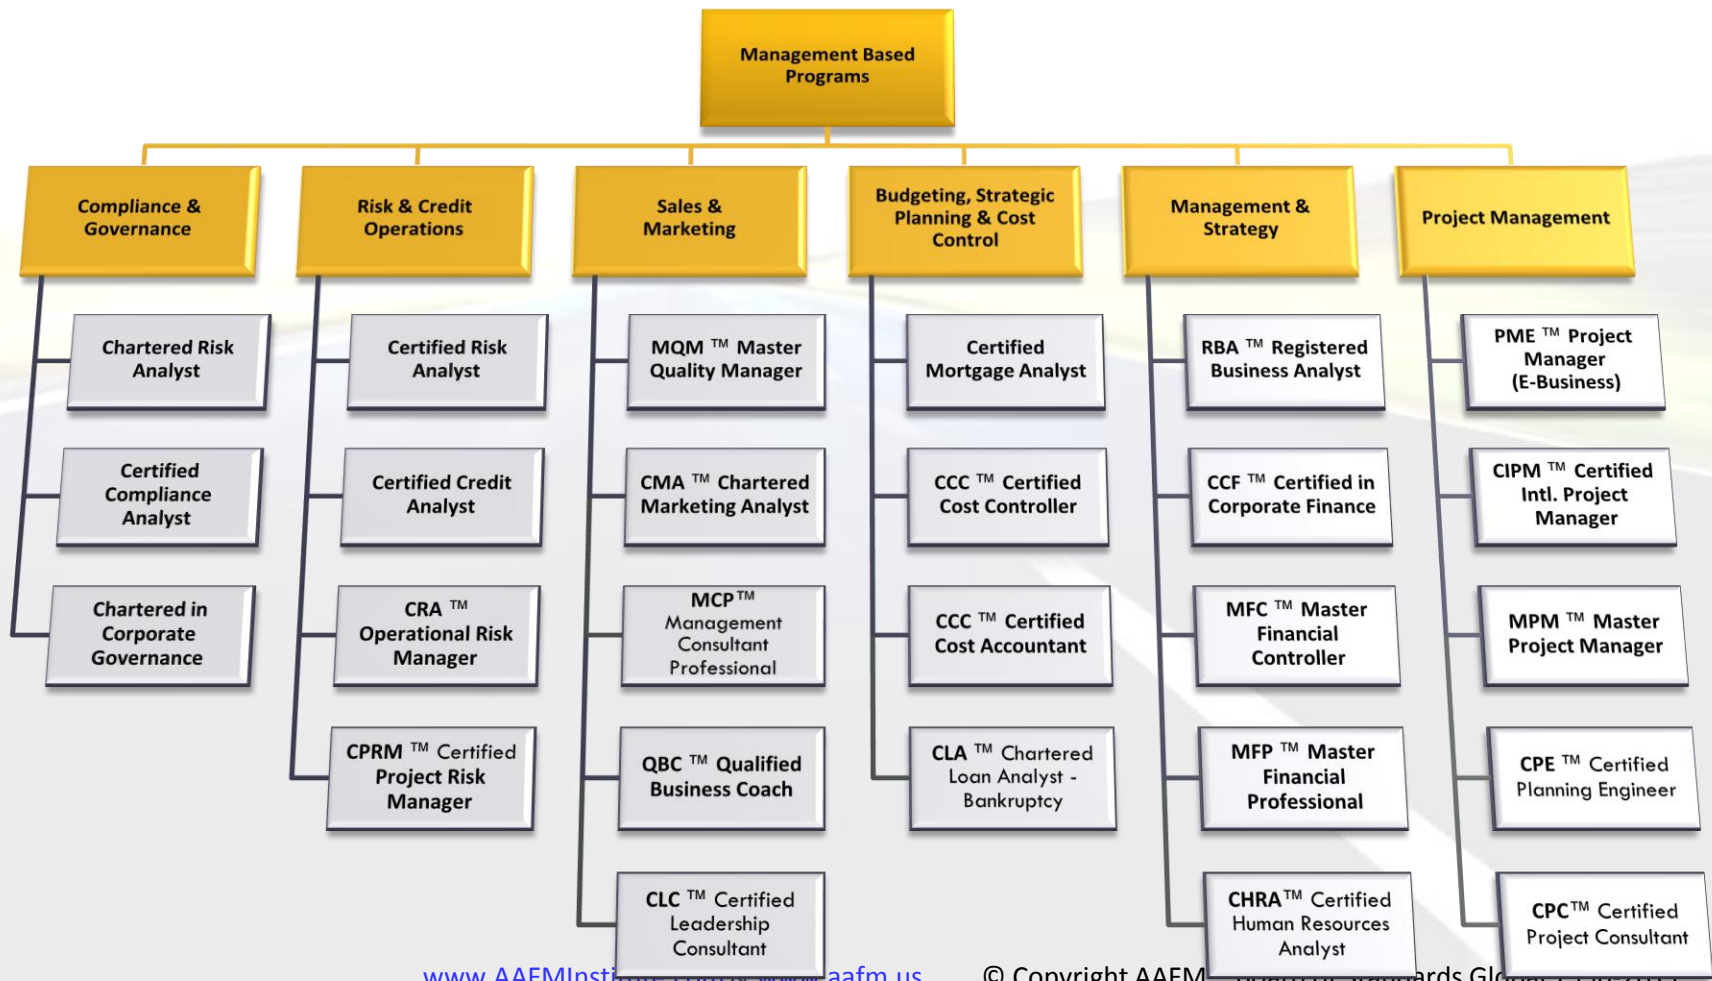 Management Based
Programs
Compliance &
Governance
Chartered Risk
Analyst
Certified
Compliance
Analyst
Chartered in
Corporate
Governance
Risk & Credit
Operations
Certified Risk
Analyst
Certified Credit
Analyst
CRA ™
Operational Risk
Manager
CPRM ™ Certified
Project Risk
Manager
Sales &
Marketing
MQM ™ Master
Quality Manager
CMA ™ Chartered
Marketing Analyst
MCP™
Management
Consultant
Professional
QBC ™ Qualified
Business Coach
CLC ™ Certified
Leadership
Consultant
Budgeting, Strategic
Planning & Cost
Control
Certified
Mortgage Analyst
CCC ™ Certified
Cost Controller
CCC ™ Certified
Cost Accountant
CLA ™ Chartered
Loan Analyst -
Bankruptcy
Management &
Strategy
RBA ™ Registered
Business Analyst
CCF ™ Certified in
Corporate Finance
MFC ™ Master
Financial
Controller
MFP ™ Master
Financial
Professional
CHRA™ Certified
Human Resources
Analyst
Project Management
PME ™ Project
Manager
(E-Business)
CIPM ™ Certified
Intl. Project
Manager
MPM ™ Master
Project Manager
CPE ™ Certified
Planning Engineer
CPC™ Certified
Project Consultant
aafm.us © Copyright AAFM